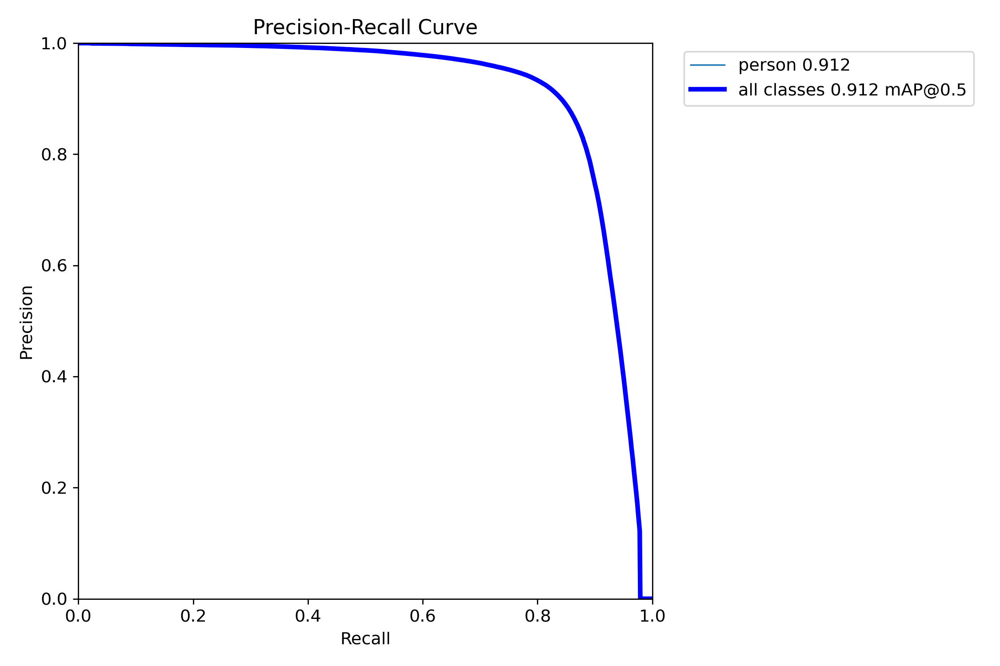 Precision-Recall Curve
1.0
0.8
0.6
0.4
0.2
0.0
Precision
0.0 0.2 0.4 0.6 0.8 1.0
Recall
person 0.912
all classes 0.912 mAP@0.5